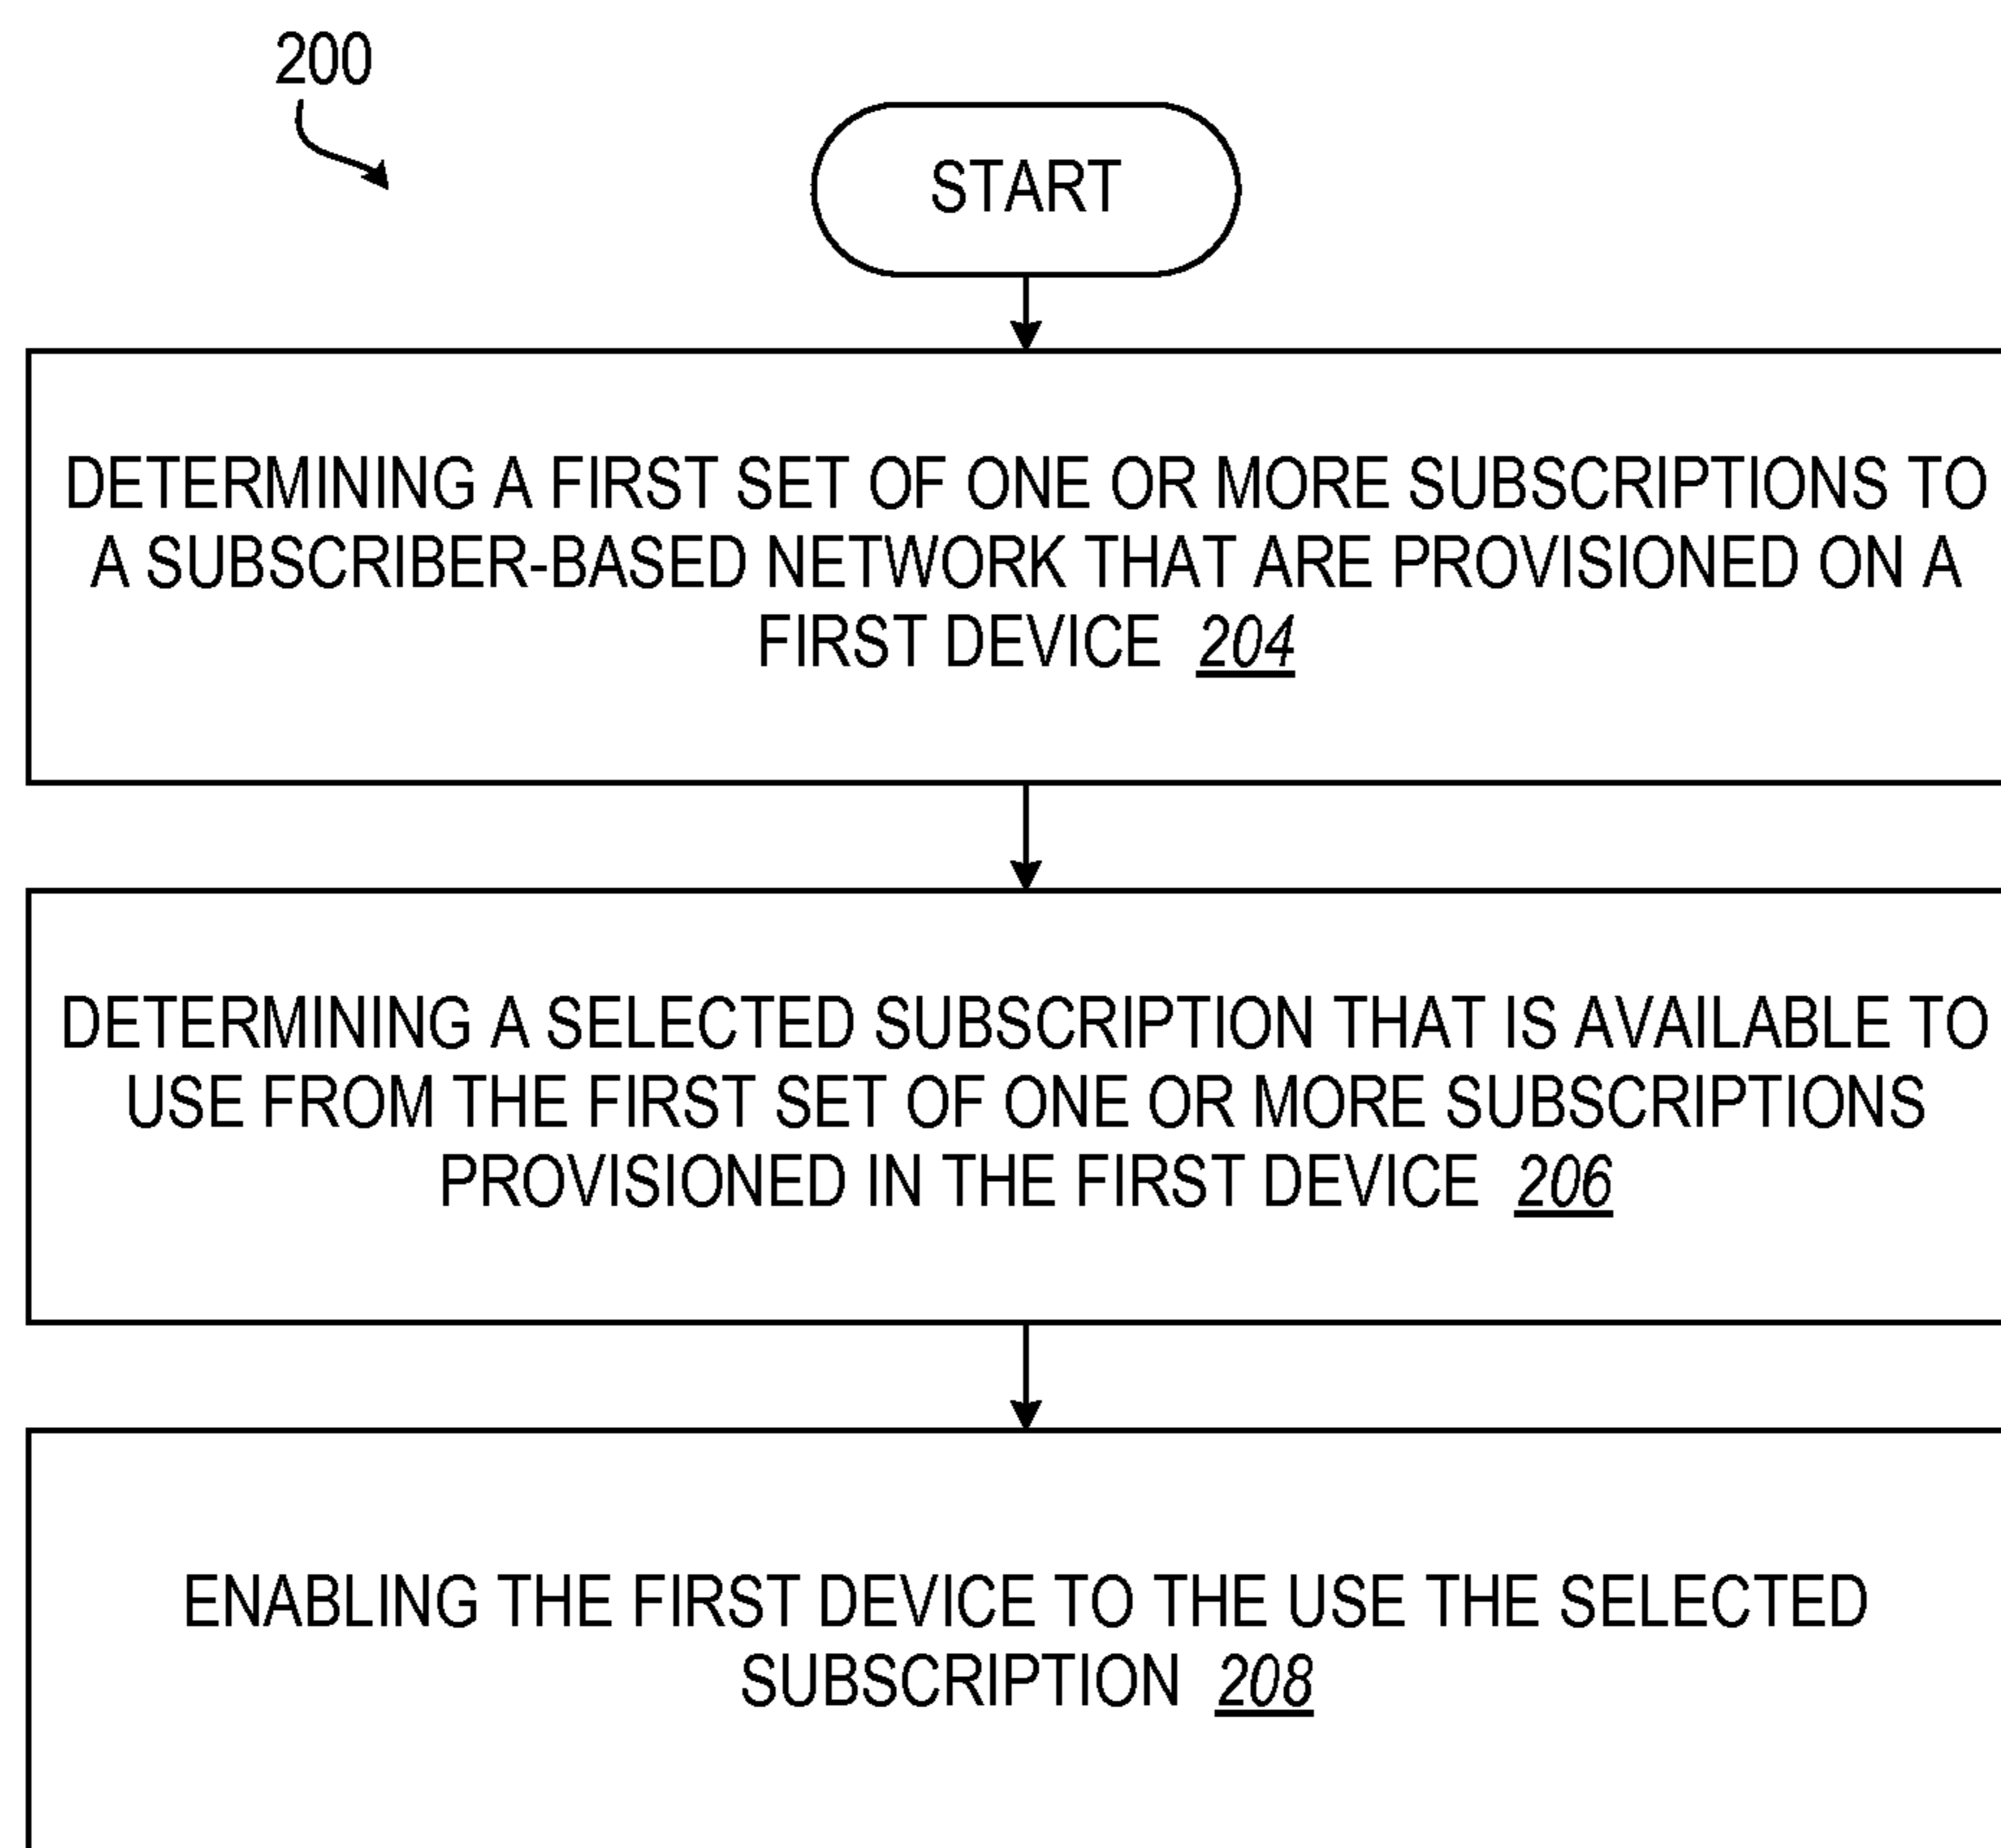 200
START
DETERMINING A FIRST SET OF ONE OR MORE SUBSCRIPTIONS TO
A SUBSCRIBER-BASED NETWORK THAT ARE PROVISIONED ON A
FIRST DEVICE 204
DETERMINING A SELECTED SUBSCRIPTION THAT IS AVAILABLE TO
USE FROM THE FIRST SET OF ONE OR MORE SUBSCRIPTIONS
PROVISIONED IN THE FIRST DEVICE 206
ENABLING THE FIRST DEVICE TO THE USE THE SELECTED
SUBSCRIPTION 208